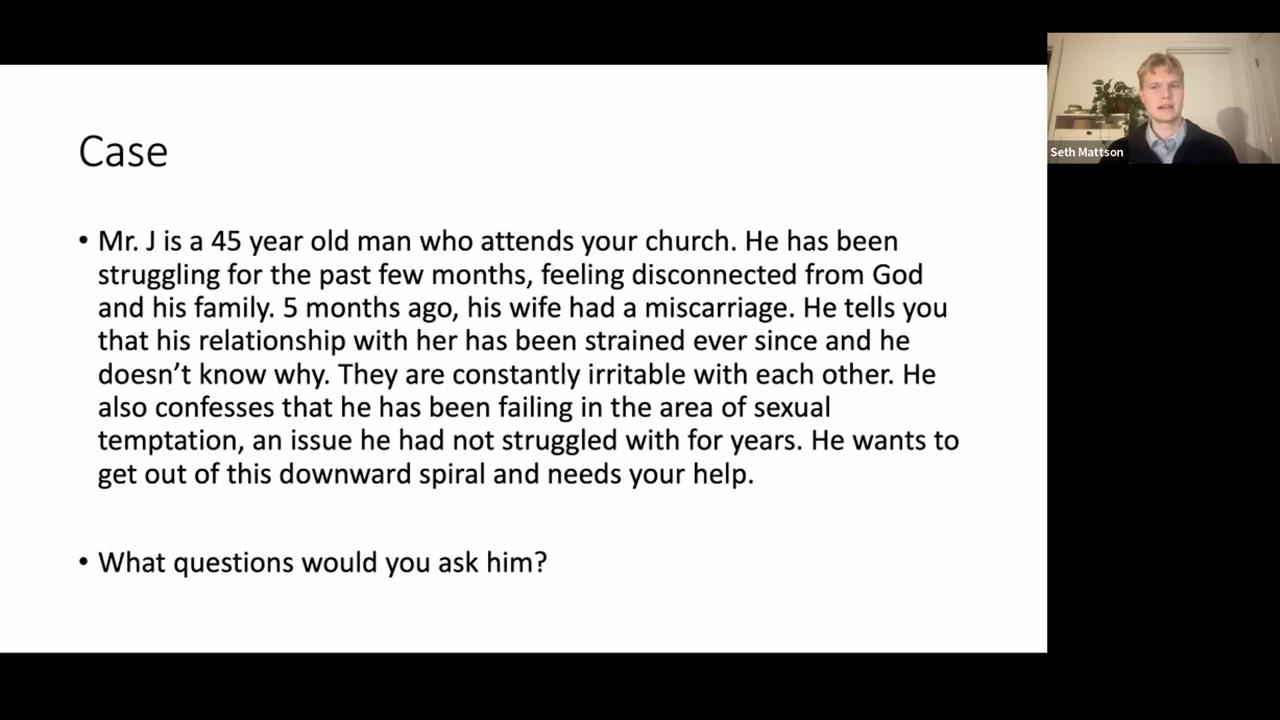 Case
• Mr. J is a 45 year old man who attends your church. He has been
struggling for the past few months, feeling disconnected from God
and his family. 5 months ago, his wife had a miscarriage. He tells you
that his relationship with her has been strained ever since and he
doesn’t know why. They are constantly irritable with each other. He
also confesses that he has been failing in the area of sexual
temptation, an issue he had not struggled with for years. He wants to
get out of this downward spiral and needs your help.
• What questions would you ask him?
Seth Mattson